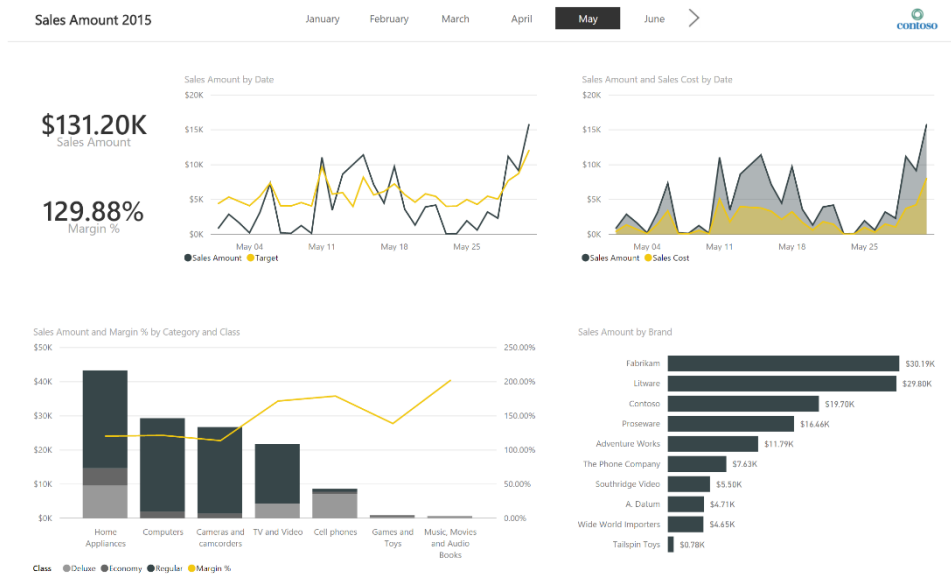 Sales Amount 2015
January February March April May June
contoso
$131.20K
Sales Amount
129.88%
Margin %
Sales Amount by Date
$20K
$15K
$10K
$5K
$0K
May 04 May 11 May 18 May 25
Sales Amount Target
Sales Amount and Sales Cost by Date
$20K
$15K
$10K
$5K
$0K
May 04 May 11 May 18 May 25
Sales Amount Sales Cost
Sales Amount and Margin % by Category and Class
$50K
$40K
$30K
$20K
$10K
$0K
250.00%
200.00%
150.00%
100.00%
50.00%
0.00%
Home Appliances
Computers
Cameras and camcorders
TV and Video
Cell phones
Games and Toys
Music, Movies and Audio Books
Class Deluxe Economy Regular Margin %
Sales Amount by Brand
Fabrikam $30.19K
Litware $29.80K
Contoso $19.70K
Proseware $16.46K
Adventure Works $11.79K
The Phone Company $7.63K
Southridge Video $5.50K
A. Datum $4.71K
Wide World Importers $4.65K
Tailspin Toys $0.78K